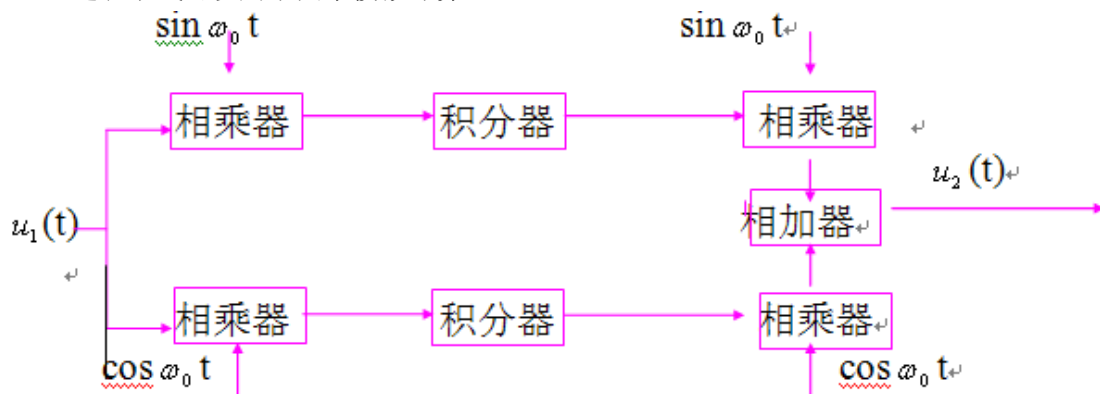 sin ω₀ t
sin ω₀ t
相乘器
积分器
相乘器
u₂ (t)
u₁(t)
相加器
相乘器
积分器
相乘器
cos ω₀ t
cos ω₀ t